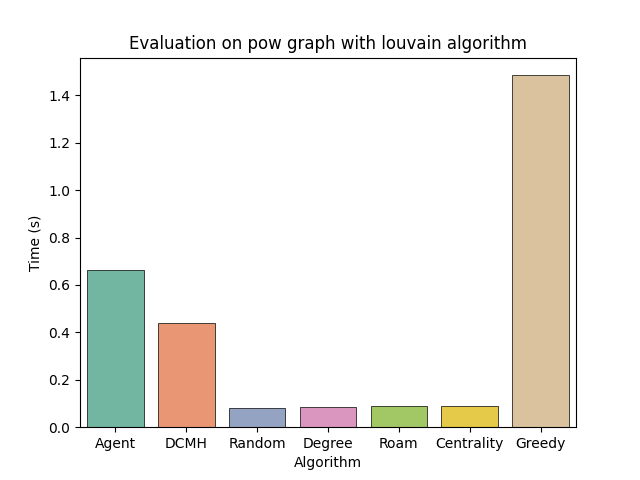 Evaluation on pow graph with louvain algorithm
Time (s)
1.4
1.2
1.0
0.8
0.6
0.4
0.2
0.0
Agent DCMH Random Degree Roam Centrality Greedy
Algorithm